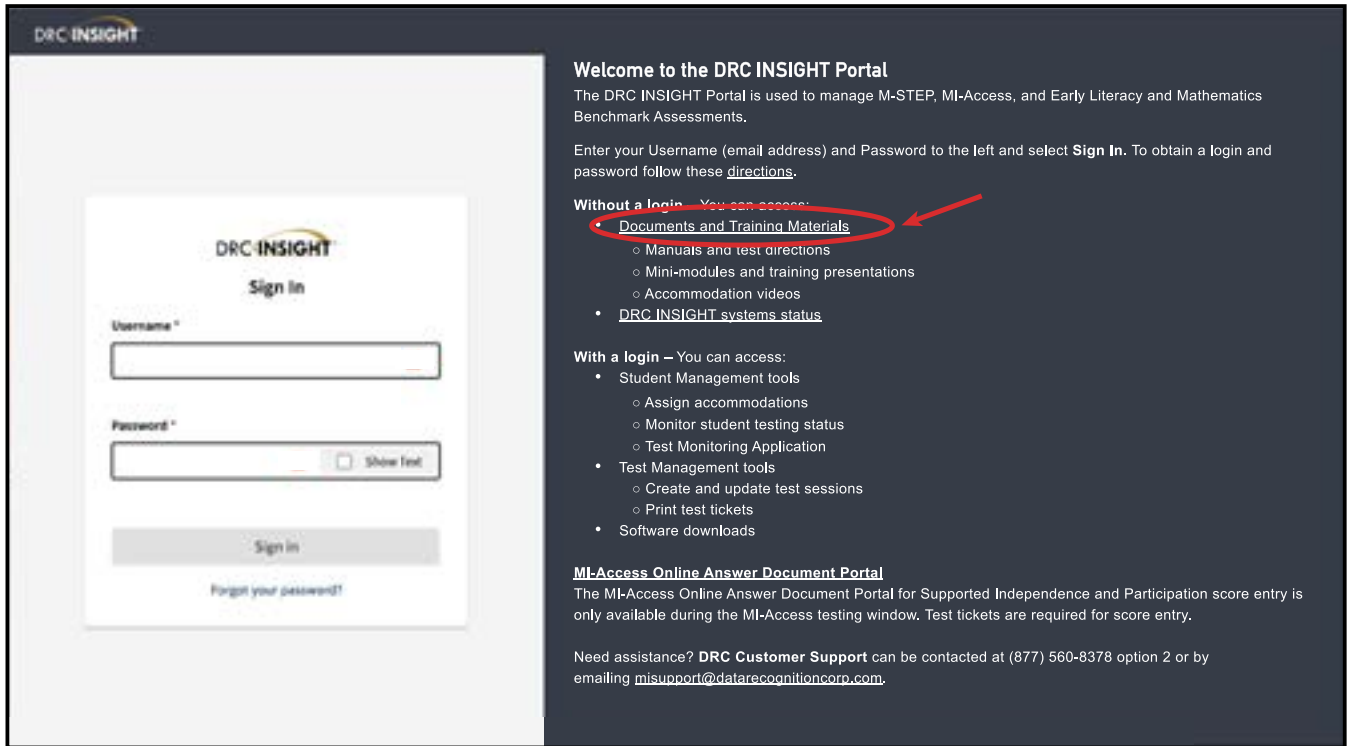 DRC INSIGHT
DRC INSIGHT
Sign In
Username *
Password *
Show Text
Sign in
Forgot your password?
Welcome to the DRC INSIGHT Portal
The DRC INSIGHT Portal is used to manage M-STEP, MI-Access, and Early Literacy and Mathematics
Benchmark Assessments.
Enter your Username (email address) and Password to the left and select Sign In. To obtain a login and
password follow these directions.
Without a login – You can access:
• Documents and Training Materials
○ Manuals and test directions
○ Mini-modules and training presentations
○ Accommodation videos
• DRC INSIGHT systems status
With a login – You can access:
• Student Management tools
○ Assign accommodations
○ Monitor student testing status
○ Test Monitoring Application
• Test Management tools
○ Create and update test sessions
○ Print test tickets
• Software downloads
MI-Access Online Answer Document Portal
The MI-Access Online Answer Document Portal for Supported Independence and Participation score entry is
only available during the MI-Access testing window. Test tickets are required for score entry.
Need assistance? DRC Customer Support can be contacted at (877) 560-8378 option 2 or by
emailing misupport@datarecognitioncorp.com.